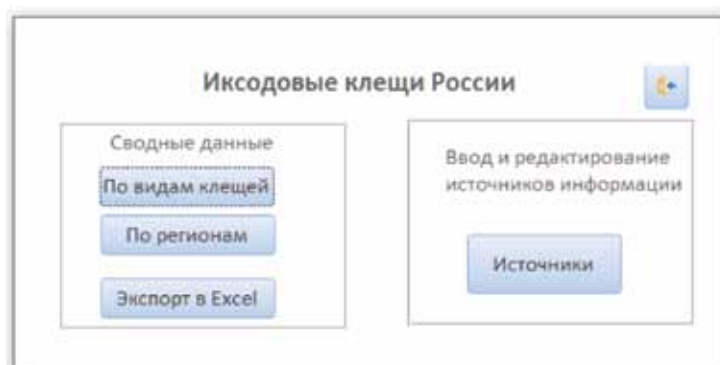 Иксодовые клещи России
Сводные данные
По видам клещей
По регионам
Экспорт в Excel
Ввод и редактирование
источников информации
Источники